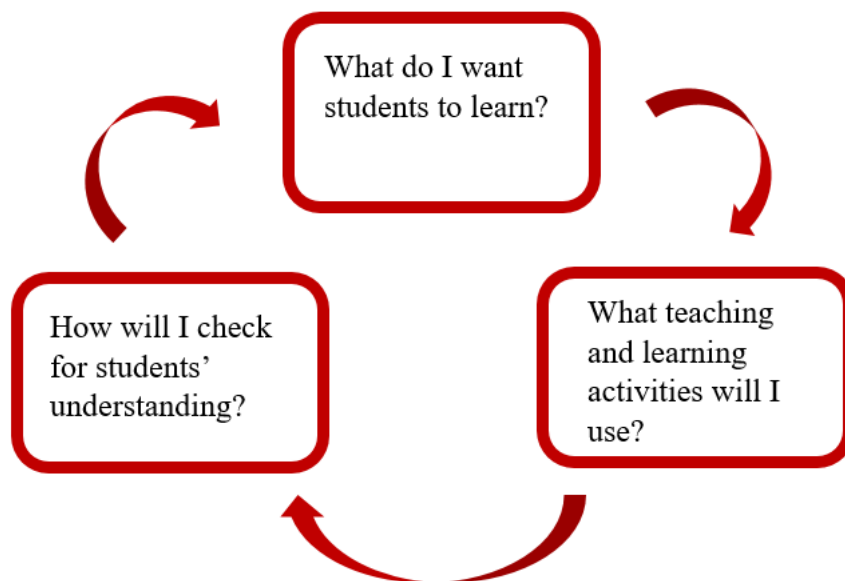 What do I want
students to learn?
What teaching
and learning
activities will I
use?
How will I check
for students’
understanding?